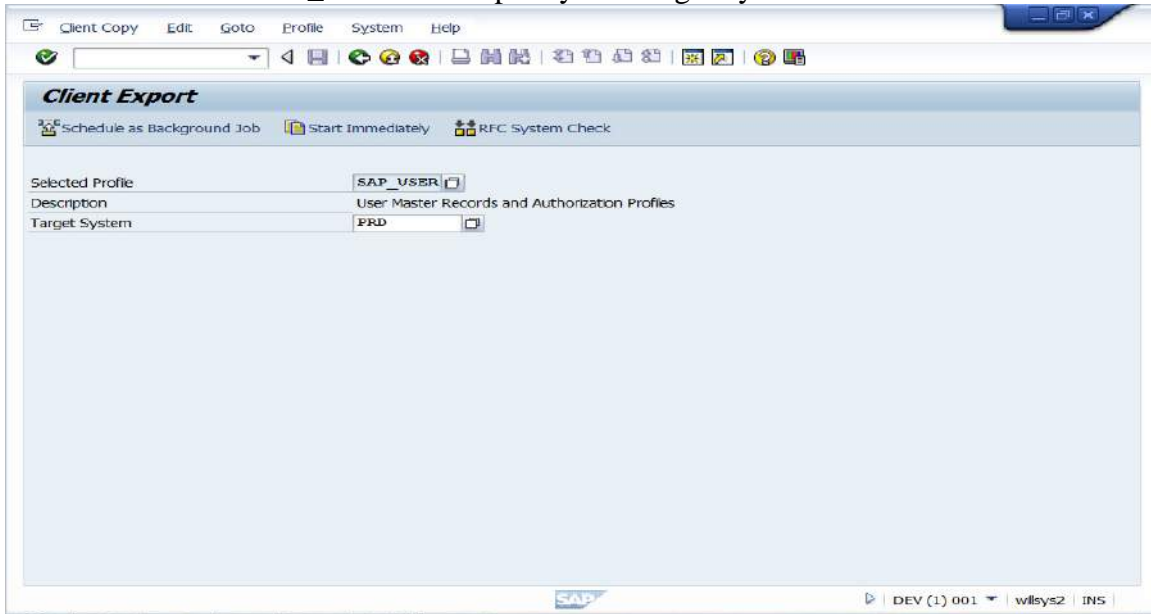 Client Copy Edit Goto Profile System Help
Client Export
Schedule as Background Job Start Immediately RFC System Check
Selected Profile SAP_USER
Description User Master Records and Authorization Profiles
Target System PRD
SAP DEV (1) 001 wllsys2 INS